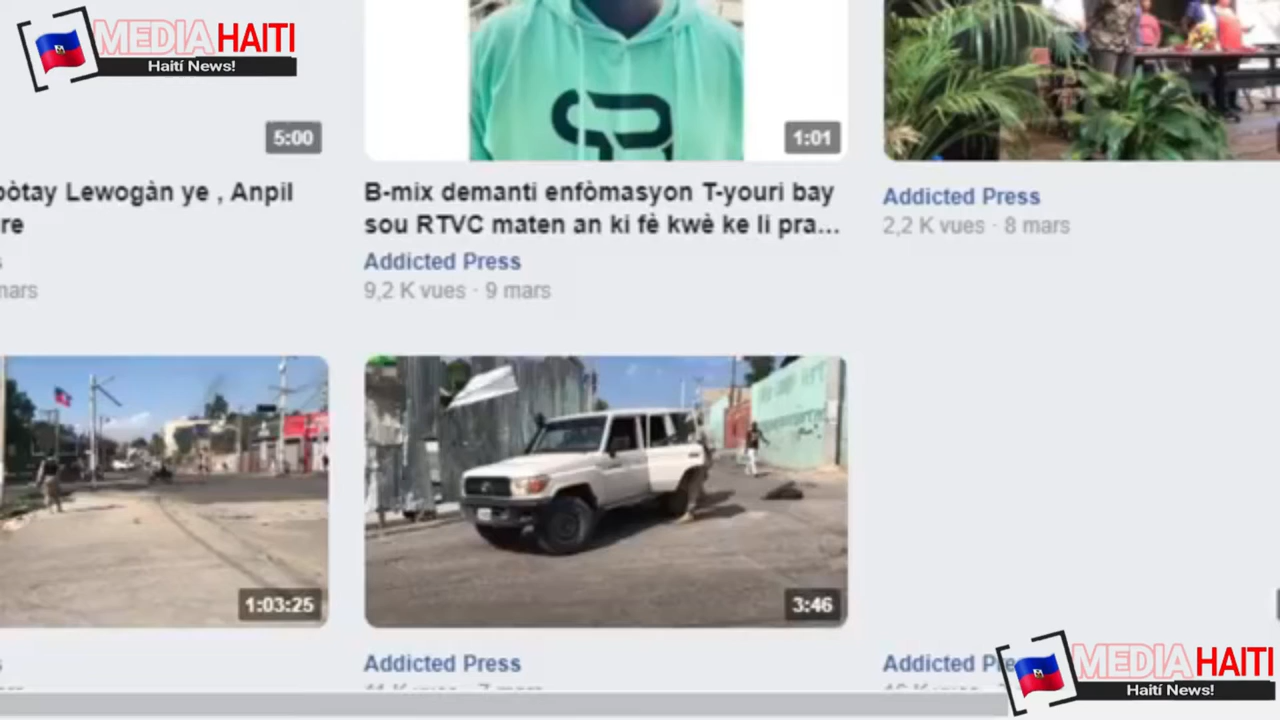 MEDIA HAITI
Haití News!
5:00
1:01
òtay Lewogàn ye , Anpil
re
B-mix demanti enfòmasyon T-youri bay
sou RTVC maten an ki fè kwè ke li pra...
Addicted Press
2,2 K vues · 8 mars
Addicted Press
9,2 K vues · 9 mars
mars
1:03:25
3:46
Addicted Press
Addicted
MEDIA HAITI
Haití News!